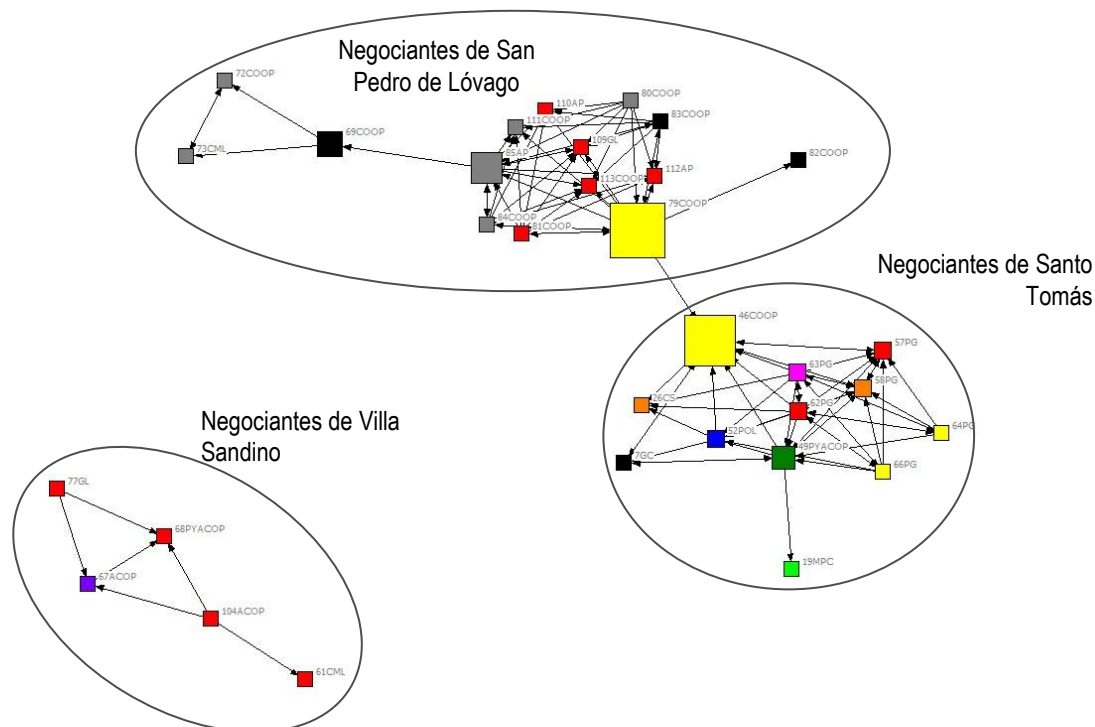 Negociantes de San
Pedro de Lóvago
72COOP
80COOP
110AP
83COOP
111COOP
69COOP
109GL
73CML
85AP
82COOP
112AP
113COOP
79COOP
84COOP
81COOP
Negociantes de Santo
Tomás
46COOP
57PG
63PG
58PG
26CS
62PG
64PG
52POL
49PYACOP
7GC
66PG
19MPC
Negociantes de Villa
Sandino
77GL
68PYACOP
67ACOP
104ACOP
61CML